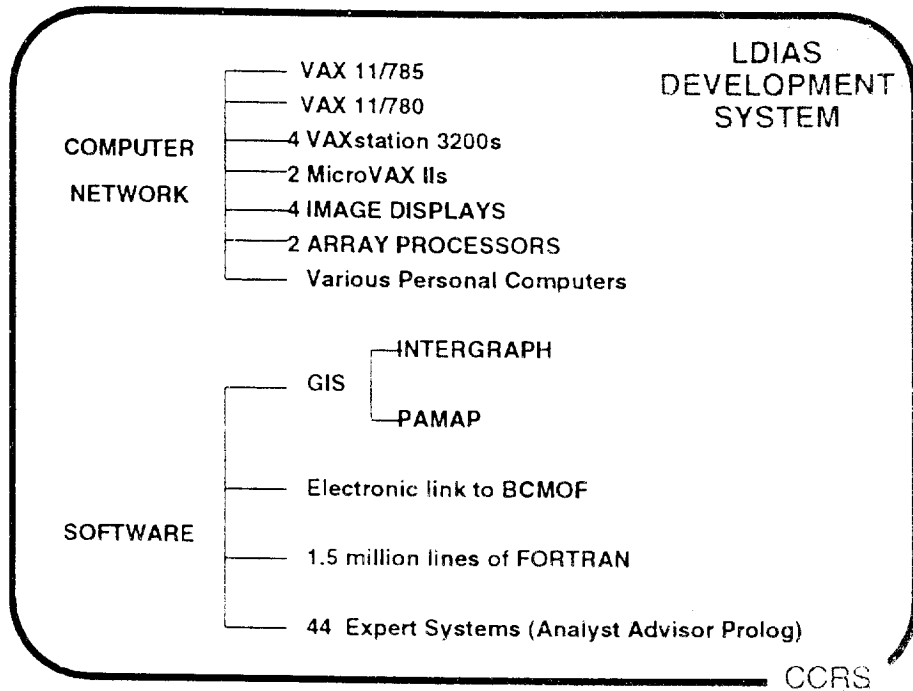 LDIAS
DEVELOPMENT
SYSTEM
COMPUTER
NETWORK
VAX 11/785
VAX 11/780
4 VAXstation 3200s
2 MicroVAX IIs
4 IMAGE DISPLAYS
2 ARRAY PROCESSORS
Various Personal Computers
SOFTWARE
GIS
INTERGRAPH
PAMAP
Electronic link to BCMOF
1.5 million lines of FORTRAN
44 Expert Systems (Analyst Advisor Prolog)
CCRS